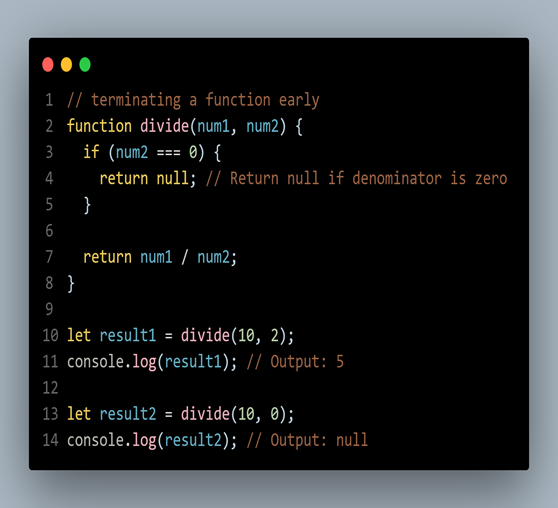 1 // terminating a function early
2 function divide(num1, num2) {
3   if (num2 === 0) {
4     return null; // Return null if denominator is zero
5   }
6
7   return num1 / num2;
8 }
9
10 let result1 = divide(10, 2);
11 console.log(result1); // Output: 5
12
13 let result2 = divide(10, 0);
14 console.log(result2); // Output: null